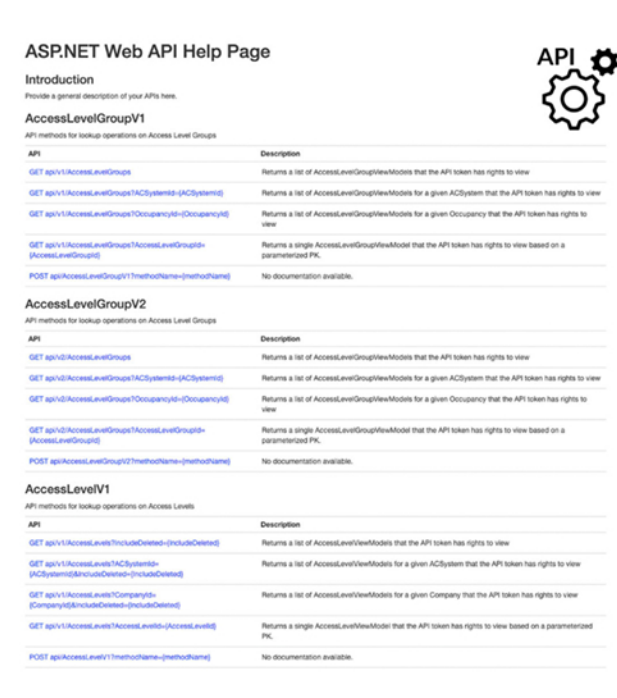 ASP.NET Web API Help Page
API
Introduction
Provide a general description of your APIs here.
AccessLevelGroupV1
API methods for lookup operations on Access Level Groups
API Description
GET api/v1/AccessLevelGroups Returns a list of AccessLevelGroupViewModels that the API token has rights to view
GET api/v1/AccessLevelGroups?ACSystemId={ACSystemId} Returns a list of AccessLevelGroupViewModels for a given ACSystem that the API token has rights to view
GET api/v1/AccessLevelGroups?OccupancyId={OccupancyId} Returns a list of AccessLevelGroupViewModels for a given Occupancy that the API token has rights to
view
GET api/v1/AccessLevelGroups?AccessLevelGroupId= Returns a single AccessLevelGroupViewModel that the API token has rights to view based on a
{AccessLevelGroupId} parameterized PK.
POST api/AccessLevelGroupV1?methodName={methodName} No documentation available.
AccessLevelGroupV2
API methods for lookup operations on Access Level Groups
API Description
GET api/v2/AccessLevelGroups Returns a list of AccessLevelGroupViewModels that the API token has rights to view
GET api/v2/AccessLevelGroups?ACSystemId={ACSystemId} Returns a list of AccessLevelGroupViewModels for a given ACSystem that the API token has rights to view
GET api/v2/AccessLevelGroups?OccupancyId={OccupancyId} Returns a list of AccessLevelGroupViewModels for a given Occupancy that the API token has rights to
view
GET api/v2/AccessLevelGroups?AccessLevelGroupId= Returns a single AccessLevelGroupViewModel that the API token has rights to view based on a
{AccessLevelGroupId} parameterized PK.
POST api/AccessLevelGroupV2?methodName={methodName} No documentation available.
AccessLevelV1
API methods for lookup operations on Access Levels
API Description
GET api/v1/AccessLevels?includeDeleted={includeDeleted} Returns a list of AccessLevelViewModels that the API token has rights to view
GET api/v1/AccessLevels?ACSystemId= Returns a list of AccessLevelViewModels for a given ACSystem that the API token has rights to view
{ACSystemId}&includeDeleted={includeDeleted}
GET api/v1/AccessLevels?CompanyId= Returns a list of AccessLevelViewModels for a given Company that the API token has rights to view
{CompanyId}&includeDeleted={includeDeleted}
GET api/v1/AccessLevels?AccessLevelId={AccessLevelId} Returns a single AccessLevelViewModel that the API token has rights to view based on a parameterized
PK.
POST api/AccessLevelV1?methodName={methodName} No documentation available.